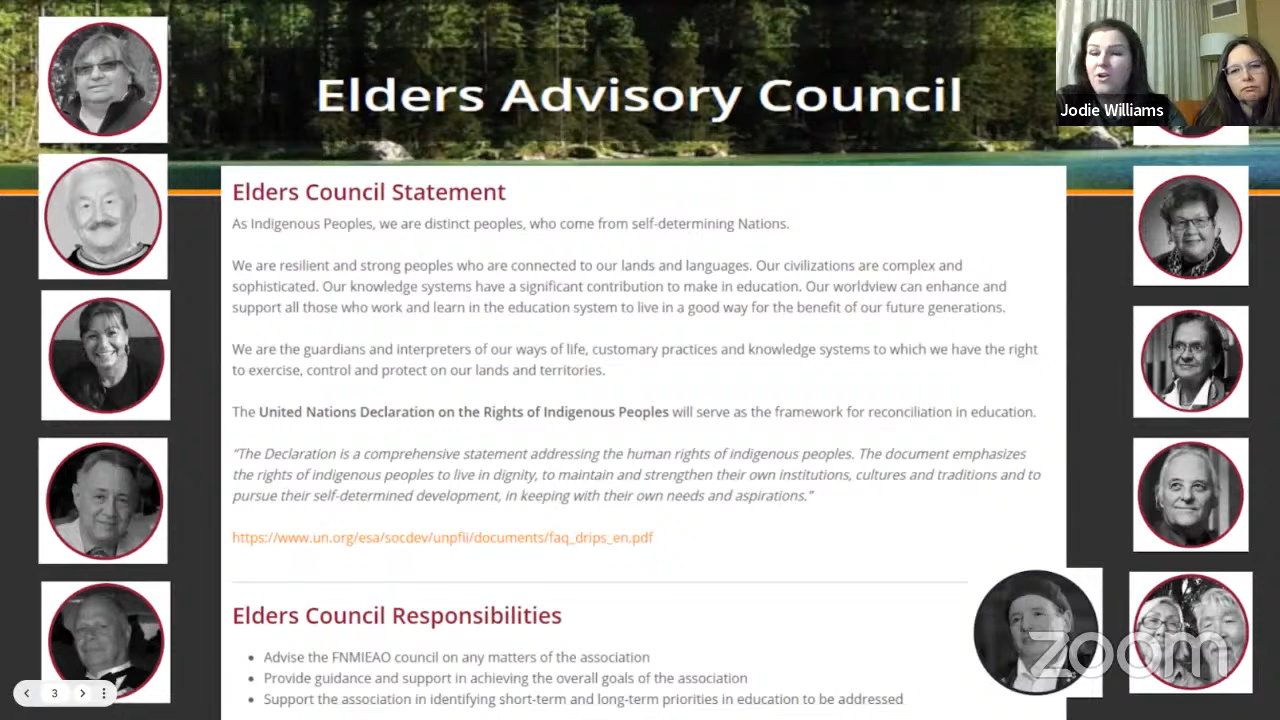 Elders Advisory Council
Jodie Williams
Elders Council Statement
As Indigenous Peoples, we are distinct peoples, who come from self-determining Nations.
We are resilient and strong peoples who are connected to our lands and languages. Our civilizations are complex and
sophisticated. Our knowledge systems have a significant contribution to make in education. Our worldview can enhance and
support all those who work and learn in the education system to live in a good way for the benefit of our future generations.
We are the guardians and interpreters of our ways of life, customary practices and knowledge systems to which we have the right
to exercise, control and protect on our lands and territories.
The United Nations Declaration on the Rights of Indigenous Peoples will serve as the framework for reconciliation in education.
“The Declaration is a comprehensive statement addressing the human rights of indigenous peoples. The document emphasizes
the rights of indigenous peoples to live in dignity, to maintain and strengthen their own institutions, cultures and traditions and to
pursue their self-determined development, in keeping with their own needs and aspirations.”
https://www.un.org/esa/socdev/unpfii/documents/faq_drips_en.pdf
Elders Council Responsibilities
• Advise the FNMIEAO council on any matters of the association
• Provide guidance and support in achieving the overall goals of the association
• Support the association in identifying short-term and long-term priorities in education to be addressed
zoom
3